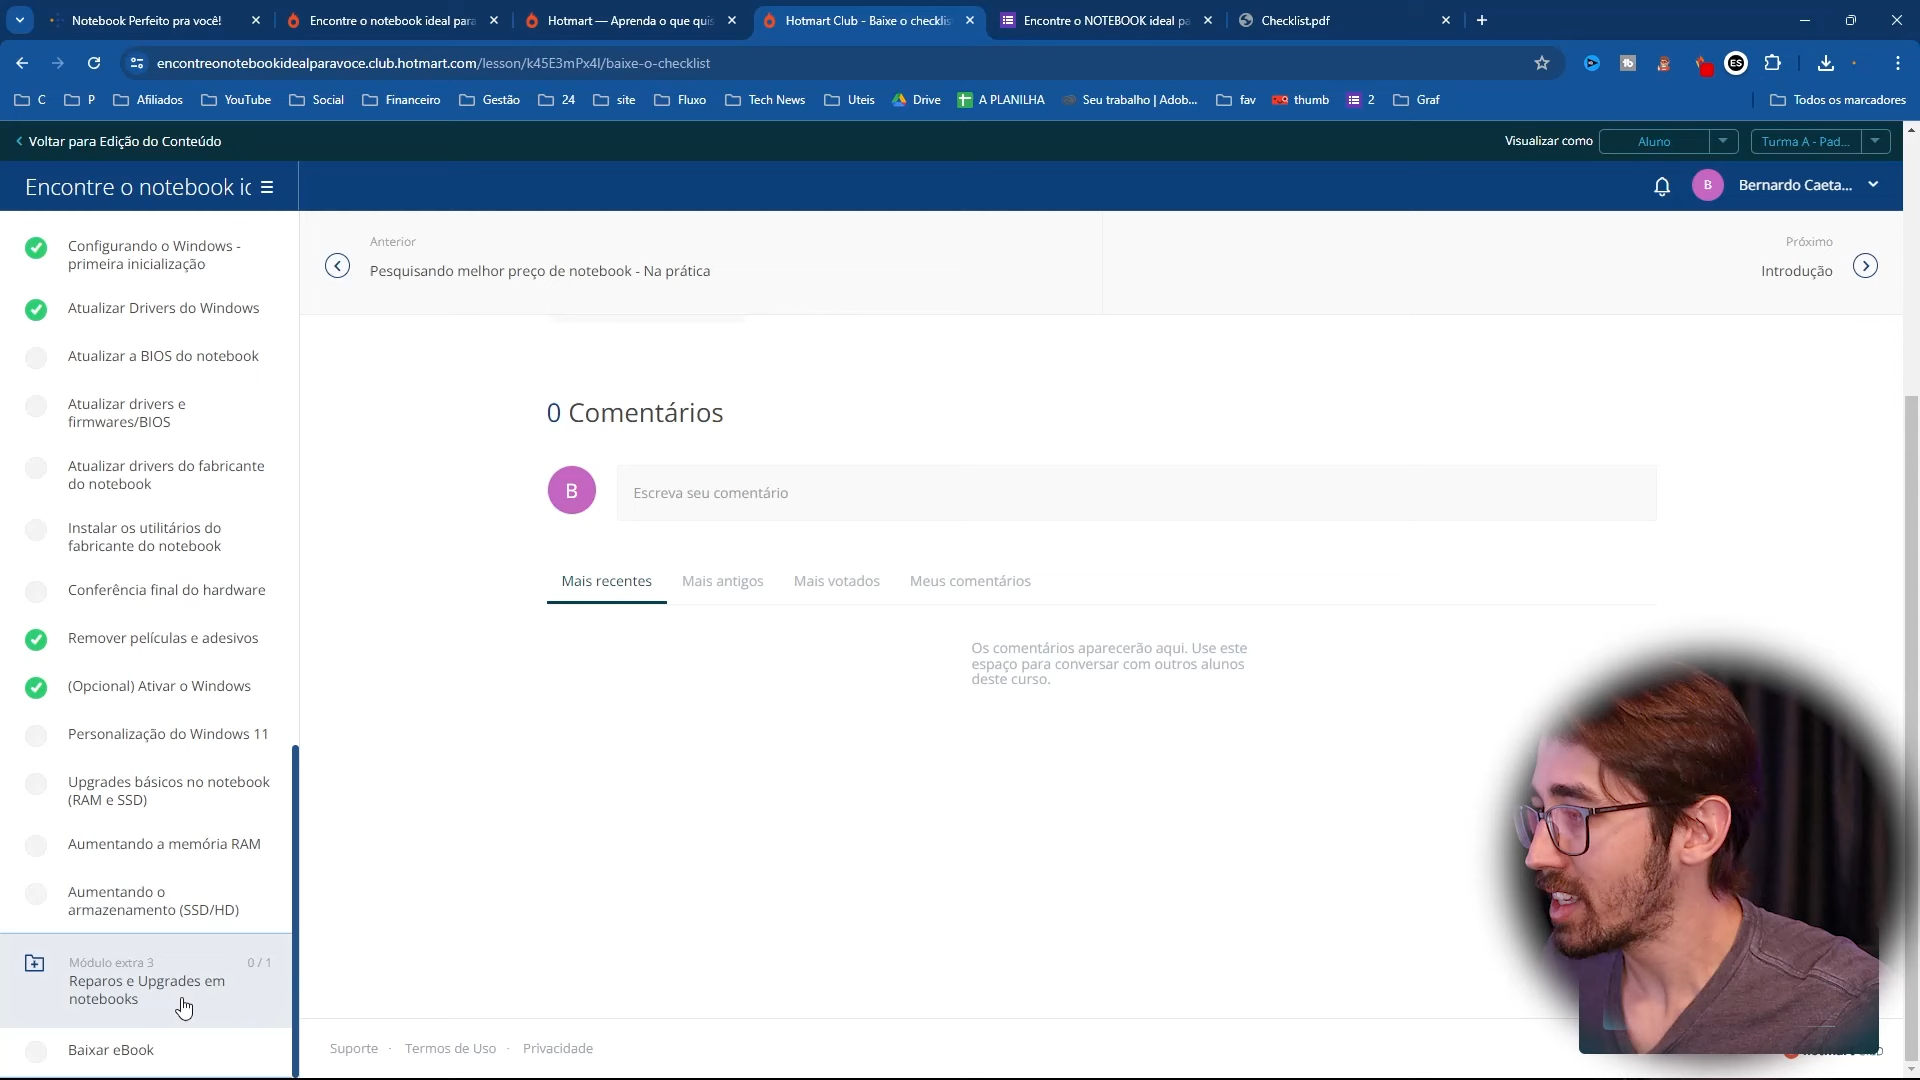 Notebook Perfeito pra você!
Encontre o notebook ideal para
Hotmart — Aprenda o que quis
Hotmart Club - Baixe o checklis
Encontre o NOTEBOOK ideal pa
Checklist.pdf
encontreonotebookidealparavoce.club.hotmart.com/lesson/k45E3mPx4l/baixe-o-checklist
ES
C
P
Afiliados
YouTube
Social
Financeiro
Gestão
24
site
Fluxo
Tech News
Uteis
Drive
A PLANILHA
Seu trabalho | Adob...
fav
thumb
2
Graf
Todos os marcadores
Voltar para Edição do Conteúdo
Visualizar como
Aluno
Turma A - Pad...
Encontre o notebook ic
B
Bernardo Caeta...
Configurando o Windows -
primeira inicialização
Atualizar Drivers do Windows
Atualizar a BIOS do notebook
Atualizar drivers e
firmwares/BIOS
Atualizar drivers do fabricante
do notebook
Instalar os utilitários do
fabricante do notebook
Conferência final do hardware
Remover películas e adesivos
(Opcional) Ativar o Windows
Personalização do Windows 11
Upgrades básicos no notebook
(RAM e SSD)
Aumentando a memória RAM
Aumentando o
armazenamento (SSD/HD)
Módulo extra 3
0 / 1
Reparos e Upgrades em
notebooks
Baixar eBook
Anterior
Pesquisando melhor preço de notebook - Na prática
Próximo
Introdução
0 Comentários
B
Escreva seu comentário
Mais recentes
Mais antigos
Mais votados
Meus comentários
Os comentários aparecerão aqui. Use este
espaço para conversar com outros alunos
deste curso.
Suporte · Termos de Uso · Privacidade